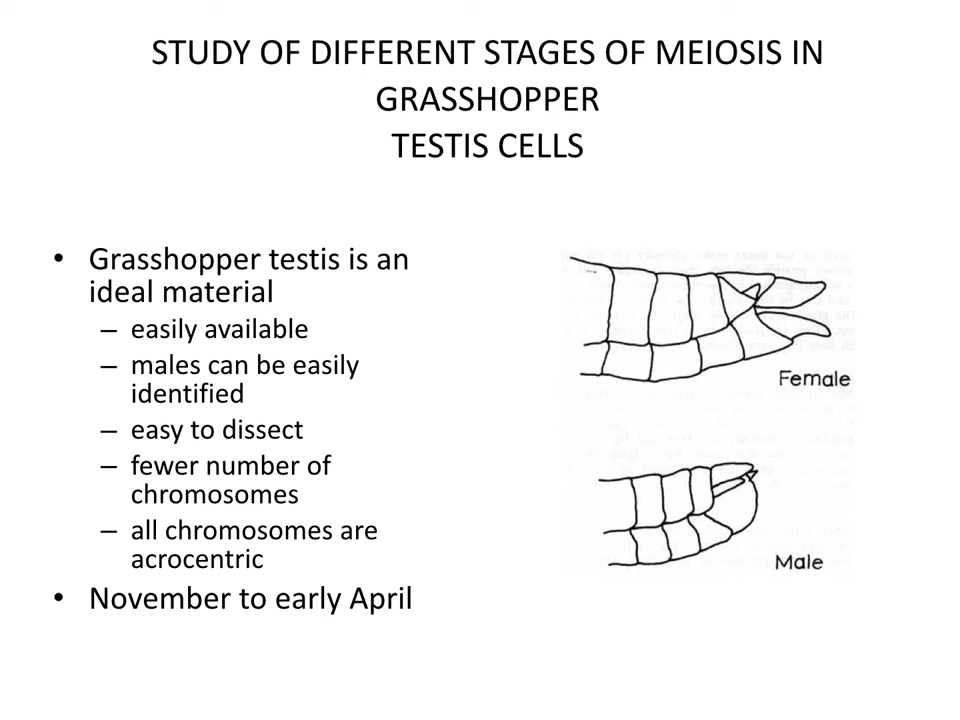 STUDY OF DIFFERENT STAGES OF MEIOSIS IN
GRASSHOPPER
TESTIS CELLS
• Grasshopper testis is an
ideal material
– easily available
– males can be easily
identified
– easy to dissect
– fewer number of
chromosomes
– all chromosomes are
acrocentric
• November to early April
Female
Male